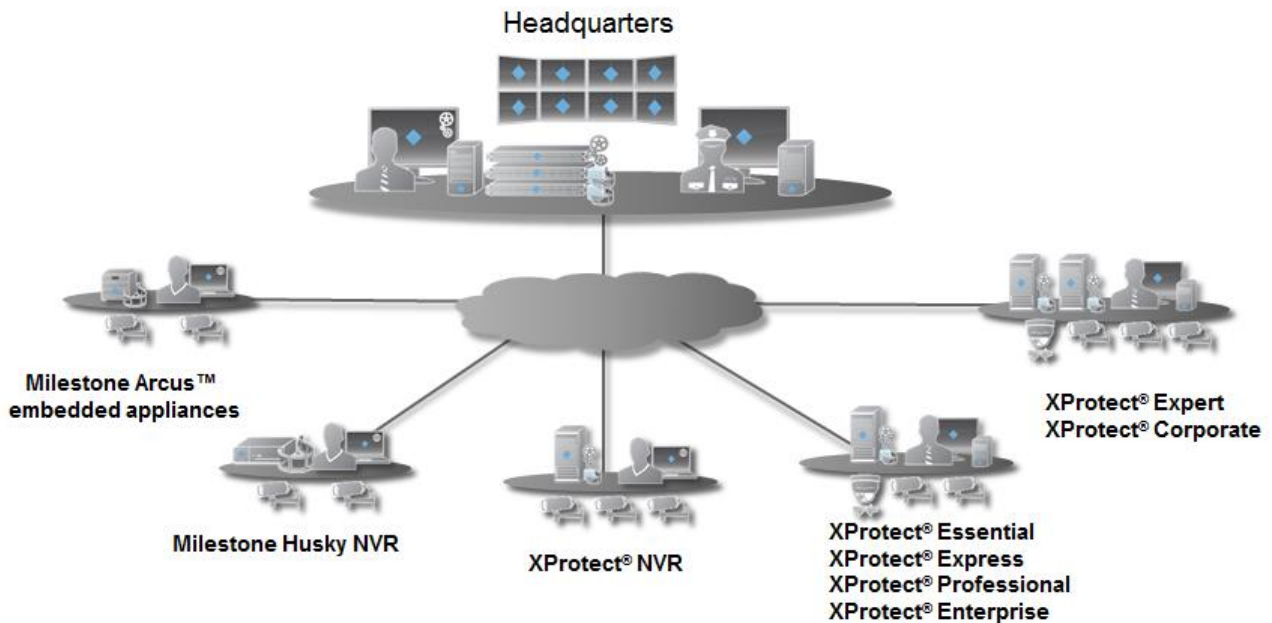 Headquarters
Milestone Arcus™
embedded appliances
XProtect® Expert
XProtect® Corporate
Milestone Husky NVR
XProtect® NVR
XProtect® Essential
XProtect® Express
XProtect® Professional
XProtect® Enterprise